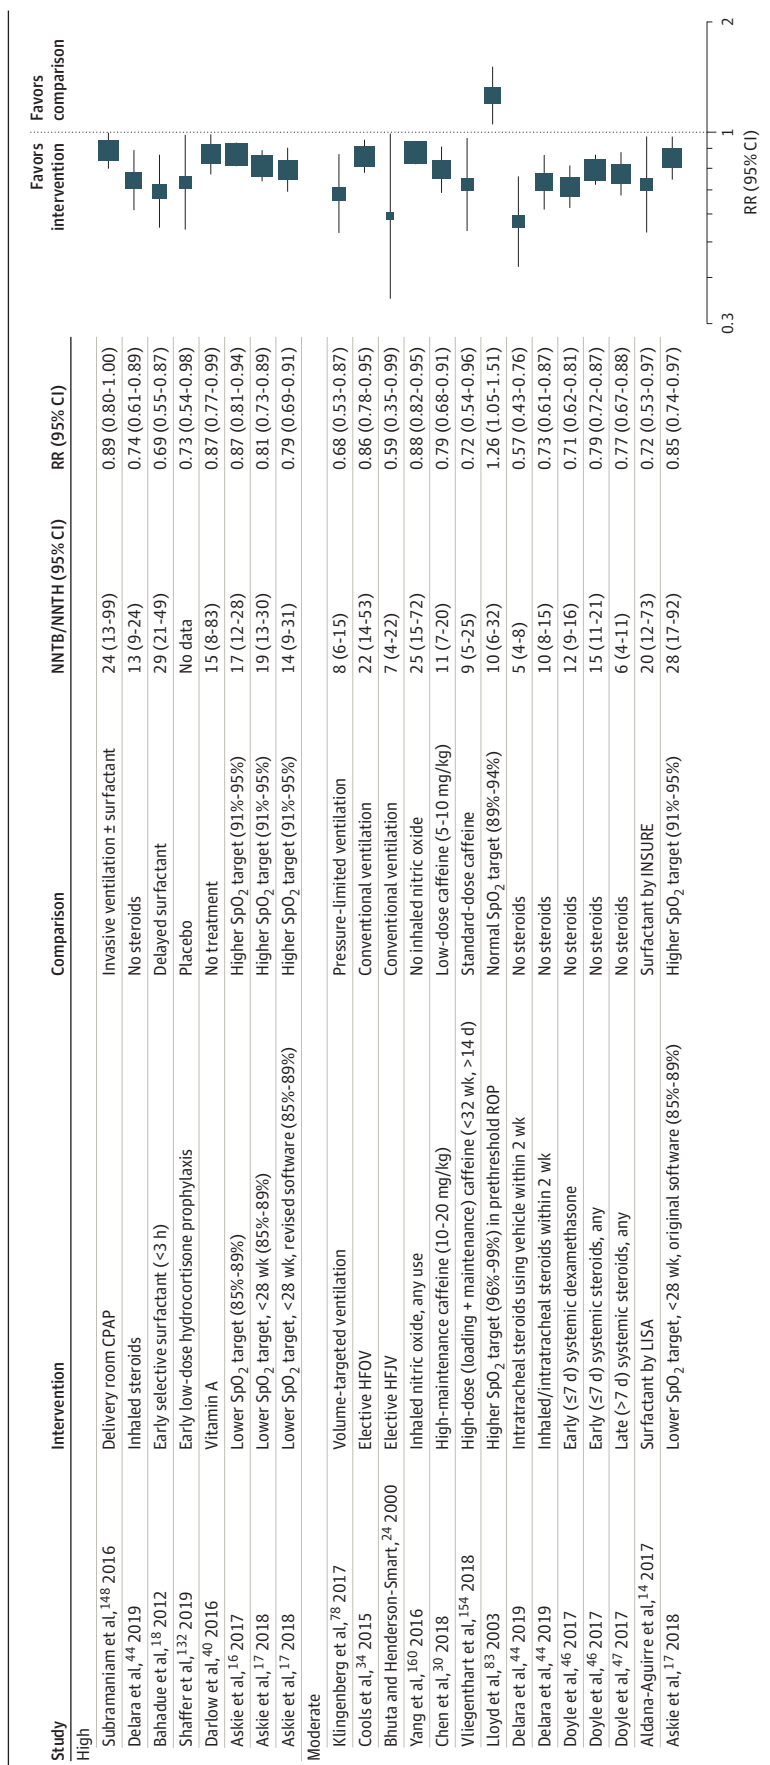 Study Intervention Comparison NNTB/NNTH (95% CI) RR (95% CI) Favors intervention Favors comparison
High
Subramaniam et al,148 2016 Delivery room CPAP Invasive ventilation ± surfactant 24 (13-99) 0.89 (0.80-1.00)
Delara et al,44 2019 Inhaled steroids No steroids 13 (9-24) 0.74 (0.61-0.89)
Bahadue et al,18 2012 Early selective surfactant (<3 h) Delayed surfactant 29 (21-49) 0.69 (0.55-0.87)
Shaffer et al,132 2019 Early low-dose hydrocortisone prophylaxis Placebo No data 0.73 (0.54-0.98)
Darlow et al,40 2016 Vitamin A No treatment 15 (8-83) 0.87 (0.77-0.99)
Askie et al,16 2017 Lower SpO2 target (85%-89%) Higher SpO2 target (91%-95%) 17 (12-28) 0.87 (0.81-0.94)
Askie et al,17 2018 Lower SpO2 target, <28 wk (85%-89%) Higher SpO2 target (91%-95%) 19 (13-30) 0.81 (0.73-0.89)
Askie et al,17 2018 Lower SpO2 target, <28 wk, revised software (85%-89%) Higher SpO2 target (91%-95%) 14 (9-31) 0.79 (0.69-0.91)
Moderate
Klingenberg et al,78 2017 Volume-targeted ventilation Pressure-limited ventilation 8 (6-15) 0.68 (0.53-0.87)
Cools et al,34 2015 Elective HFOV Conventional ventilation 22 (14-53) 0.86 (0.78-0.95)
Bhuta and Henderson-Smart,24 2000 Elective HFJV Conventional ventilation 7 (4-22) 0.59 (0.35-0.99)
Yang et al,160 2016 Inhaled nitric oxide, any use No inhaled nitric oxide 25 (15-72) 0.88 (0.82-0.95)
Chen et al,30 2018 High-maintenance caffeine (10-20 mg/kg) Low-dose caffeine (5-10 mg/kg) 11 (7-20) 0.79 (0.68-0.91)
Vliegenthart et al,154 2018 High-dose (loading + maintenance) caffeine (<32 wk, >14 d) Standard-dose caffeine 9 (5-25) 0.72 (0.54-0.96)
Lloyd et al,83 2003 Higher SpO2 target (96%-99%) in prethreshold ROP Normal SpO2 target (89%-94%) 10 (6-32) 1.26 (1.05-1.51)
Delara et al,44 2019 Intratracheal steroids using vehicle within 2 wk No steroids 5 (4-8) 0.57 (0.43-0.76)
Delara et al,44 2019 Inhaled/intratracheal steroids within 2 wk No steroids 10 (8-15) 0.73 (0.61-0.87)
Doyle et al,46 2017 Early (≤7 d) systemic dexamethasone No steroids 12 (9-16) 0.71 (0.62-0.81)
Doyle et al,46 2017 Early (≤7 d) systemic steroids, any No steroids 15 (11-21) 0.79 (0.72-0.87)
Doyle et al,47 2017 Late (>7 d) systemic steroids, any No steroids 6 (4-11) 0.77 (0.67-0.88)
Aldana-Aguirre et al,14 2017 Surfactant by LISA Surfactant by INSURE 20 (12-73) 0.72 (0.53-0.97)
Askie et al,17 2018 Lower SpO2 target, <28 wk, original software (85%-89%) Higher SpO2 target (91%-95%) 28 (17-92) 0.85 (0.74-0.97)
0.3 1 2
RR (95% CI)